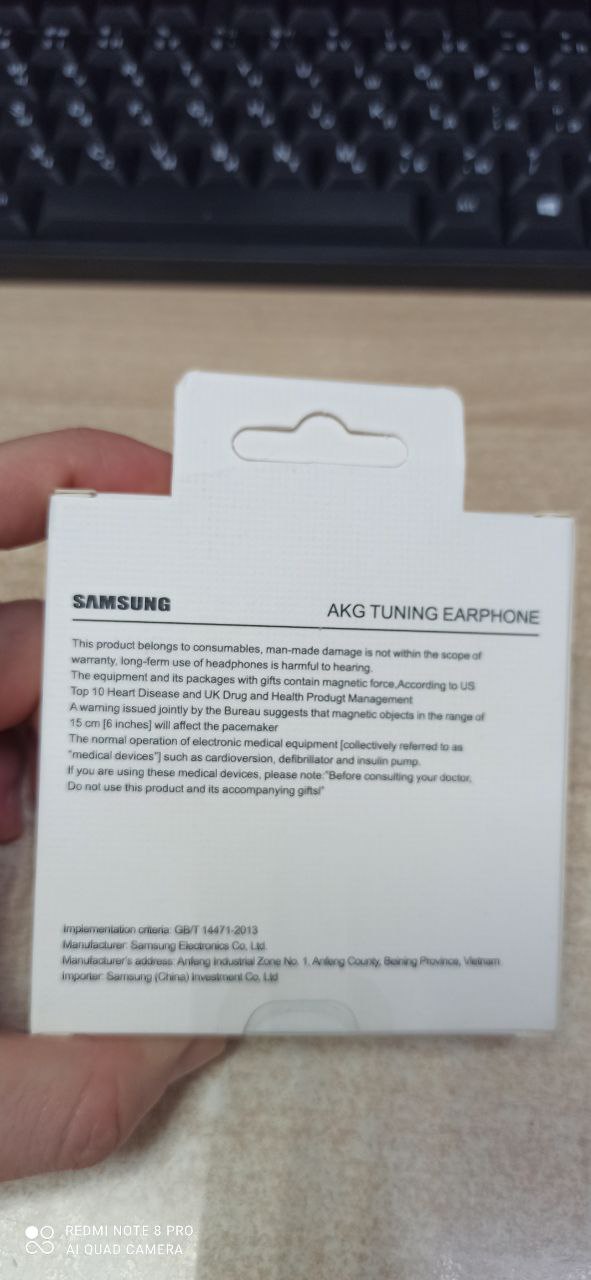 SAMSUNG
AKG TUNING EARPHONE
This product belongs to consumables, man-made damage is not within the scope of
warranty, long-ferm use of headphones is harmful to hearing.
The equipment and its packages with gifts contain magnetic force,According to US
Top 10 Heart Disease and UK Drug and Health Produgt Management
A warning issued jointly by the Bureau suggests that magnetic objects in the range of
15 cm [6 inches] will affect the pacemaker
The normal operation of electronic medical equipment [collectively referred to as
"medical devices"] such as cardioversion, defibrillator and insulin pump.
If you are using these medical devices, please note:"Before consulting your doctor,
Do not use this product and its accompanying gifts!"
Implementation criteria: GB/T 14471-2013
Manufacturer: Samsung Electronics Co, Ltd.
Manufacturer's address: Anfeng Industrial Zone No. 1, Anfeng County, Beining Province, Vietnam
Importer: Samsung (China) Investment Co, Ltd
REDMI NOTE 8 PRO
AI QUAD CAMERA